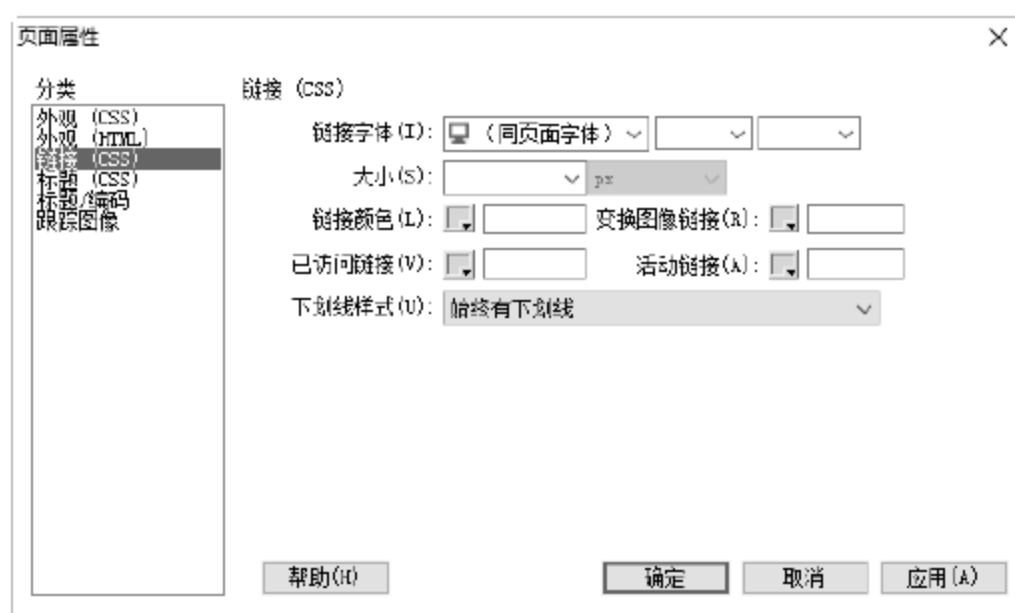 页面属性
分类
外观 (CSS)
外观 (HTML)
链接 (CSS)
标题 (CSS)
标题/编码
跟踪图像
链接 (CSS)
链接字体(I): (同页面字体)
大小(S): px
链接颜色(L): 变换图像链接(R):
已访问链接(V): 活动链接(A):
下划线样式(U): 始终有下划线
帮助(H) 确定 取消 应用(A)